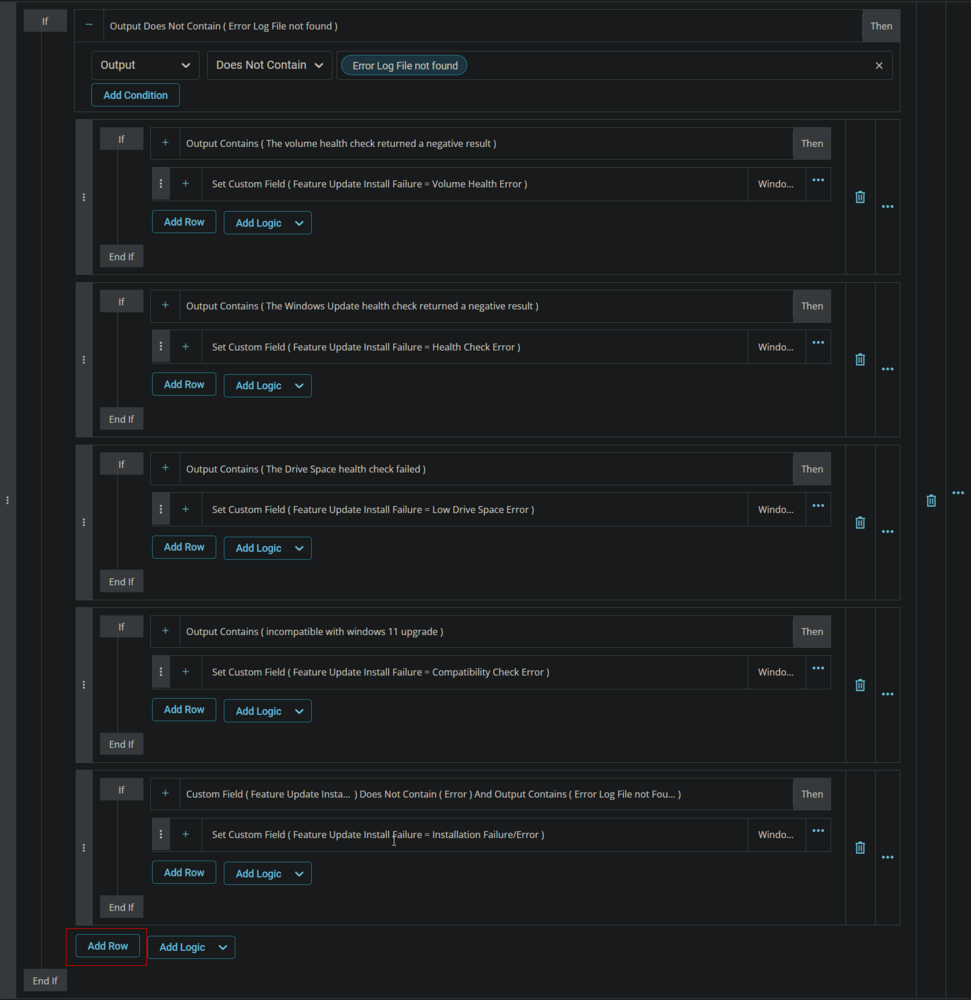 If
Output Does Not Contain ( Error Log File not found )
Then
Output Does Not Contain Error Log File not found
Add Condition
If
Output Contains ( The volume health check returned a negative result )
Then
Set Custom Field ( Feature Update Install Failure = Volume Health Error )
Windo...
Add Row Add Logic
End If
If
Output Contains ( The Windows Update health check returned a negative result )
Then
Set Custom Field ( Feature Update Install Failure = Health Check Error )
Windo...
Add Row Add Logic
End If
If
Output Contains ( The Drive Space health check failed )
Then
Set Custom Field ( Feature Update Install Failure = Low Drive Space Error )
Windo...
Add Row Add Logic
End If
If
Output Contains ( incompatible with windows 11 upgrade )
Then
Set Custom Field ( Feature Update Install Failure = Compatibility Check Error )
Windo...
Add Row Add Logic
End If
If
Custom Field ( Feature Update Insta... ) Does Not Contain ( Error ) And Output Contains ( Error Log File not Fou... )
Then
Set Custom Field ( Feature Update Install Failure = Installation Failure/Error )
Windo...
Add Row Add Logic
End If
Add Row Add Logic
End If